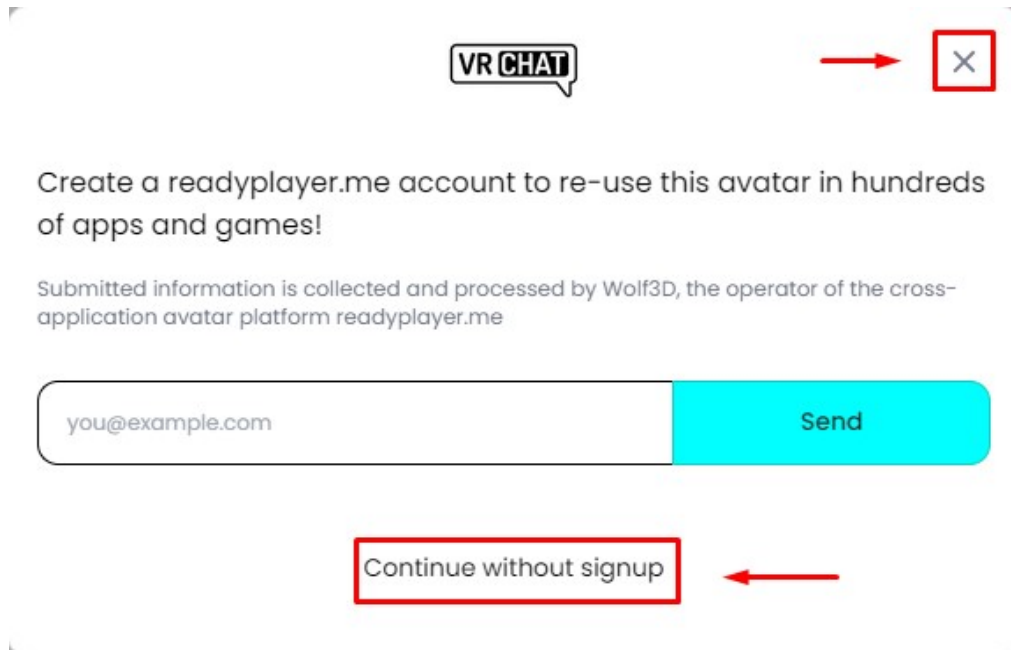 VR CHAT
Create a readyplayer.me account to re-use this avatar in hundreds
of apps and games!
Submitted information is collected and processed by Wolf3D, the operator of the cross-
application avatar platform readyplayer.me
you@example.com
Send
Continue without signup